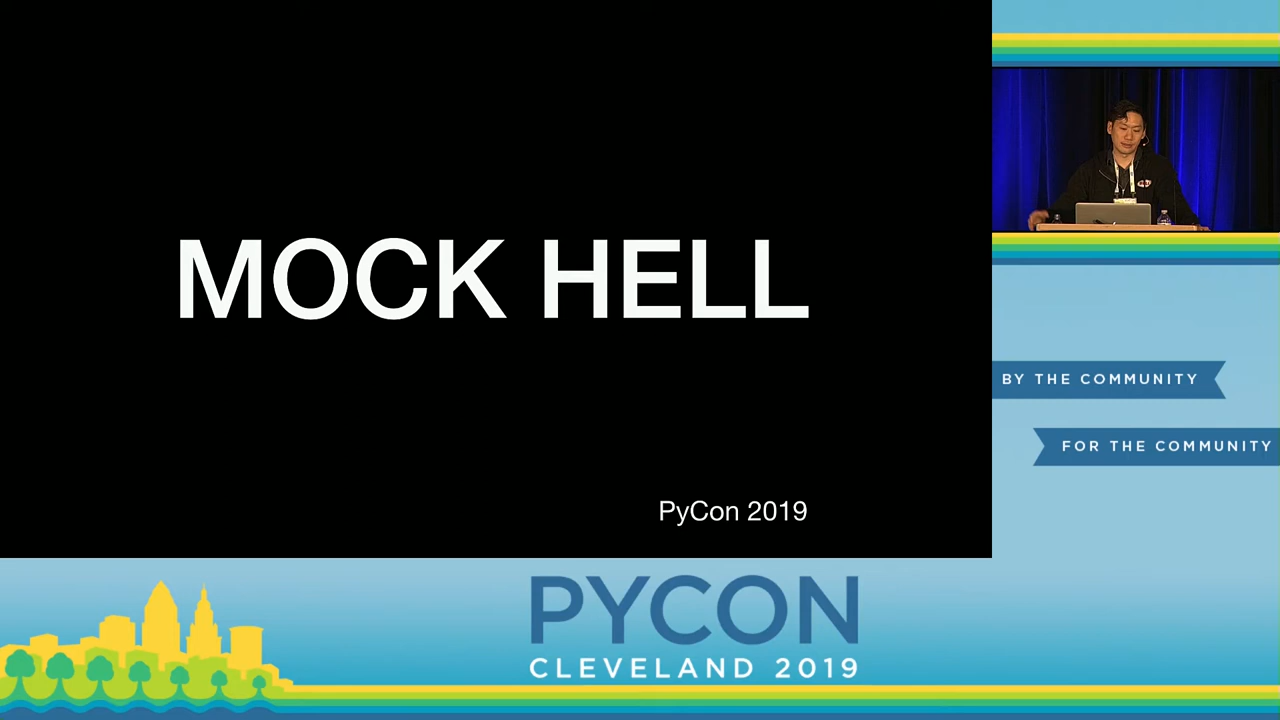 MOCK HELL
PyCon 2019
BY THE COMMUNITY
FOR THE COMMUNITY
PYCON
CLEVELAND 2019